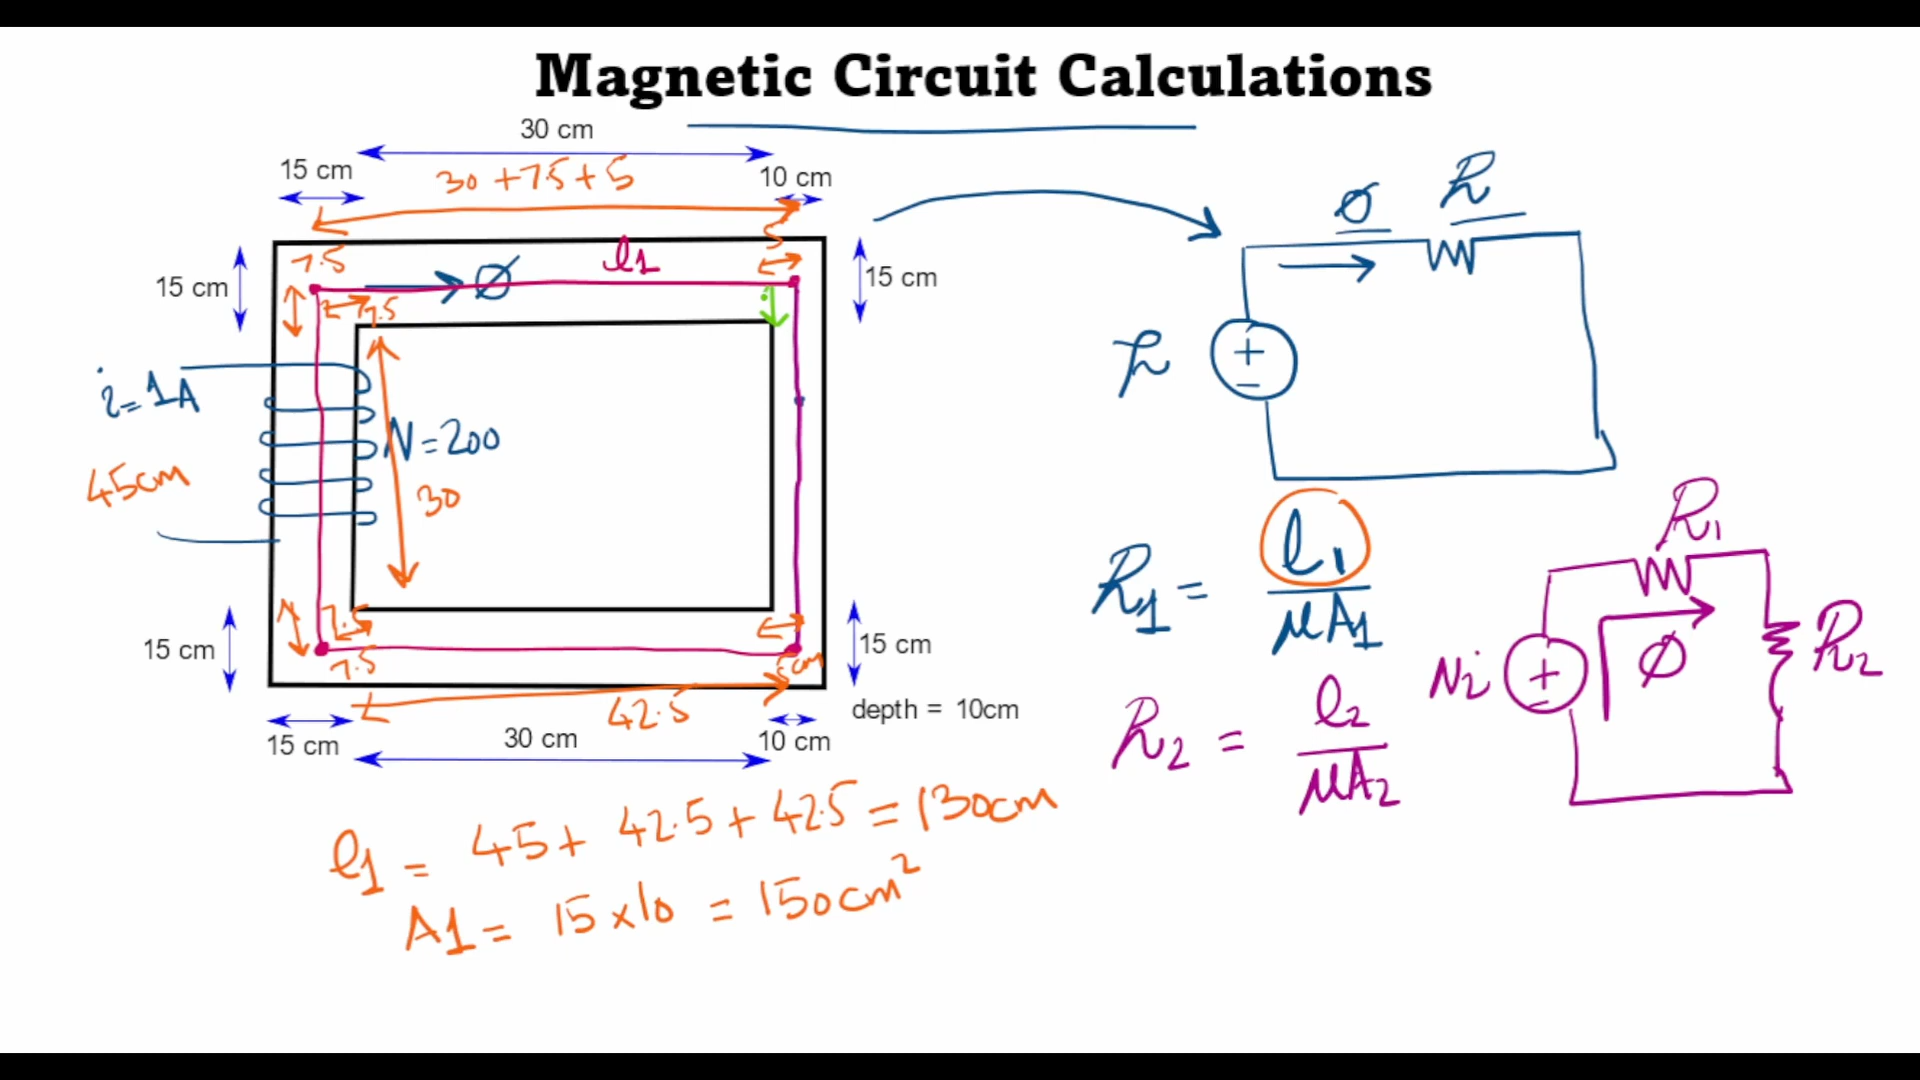 Magnetic Circuit Calculations
30 cm
15 cm
30 + 7.5 + 5
10 cm
5
7.5
l1
ϕ
7.5
15 cm
15 cm
i = 1A
N = 200
45cm
30
7.5
7.5
5cm
15 cm
15 cm
42.5
depth = 10cm
15 cm
30 cm
10 cm
l1 = 45 + 42.5 + 42.5 = 130cm
A1 = 15 x 10 = 150cm²
ϕ
R
+
−
R1 = l1 / μA1
R2 = l2 / μA2
R1
R2
Ni
+
−
ϕ